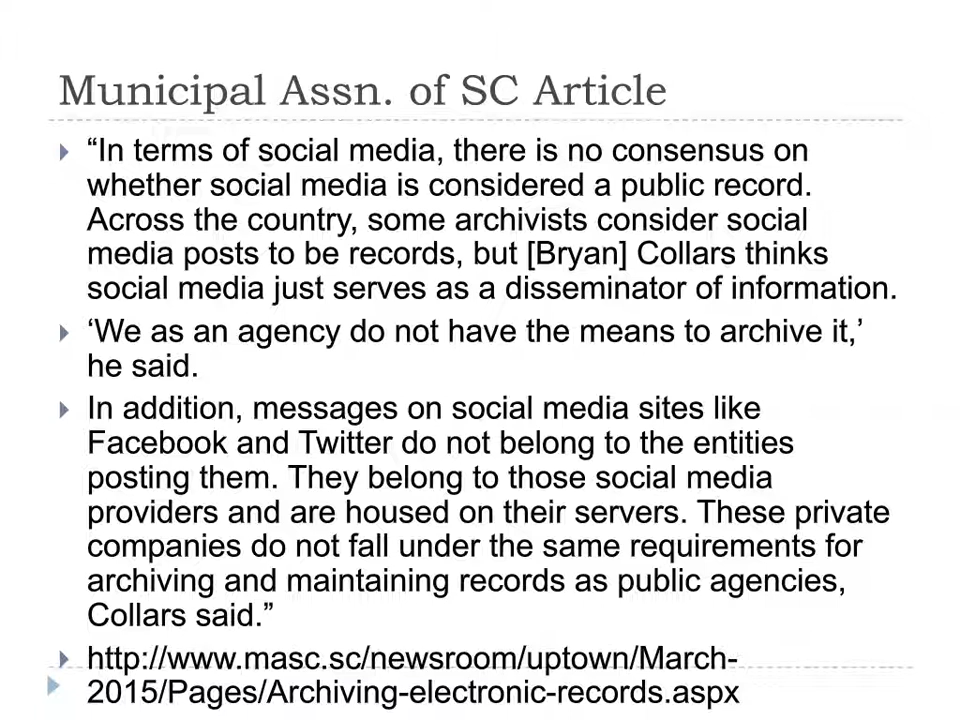 Municipal Assn. of SC Article
“In terms of social media, there is no consensus on
whether social media is considered a public record.
Across the country, some archivists consider social
media posts to be records, but [Bryan] Collars thinks
social media just serves as a disseminator of information.
‘We as an agency do not have the means to archive it,’
he said.
In addition, messages on social media sites like
Facebook and Twitter do not belong to the entities
posting them. They belong to those social media
providers and are housed on their servers. These private
companies do not fall under the same requirements for
archiving and maintaining records as public agencies,
Collars said.”
http://www.masc.sc/newsroom/uptown/March-
2015/Pages/Archiving-electronic-records.aspx